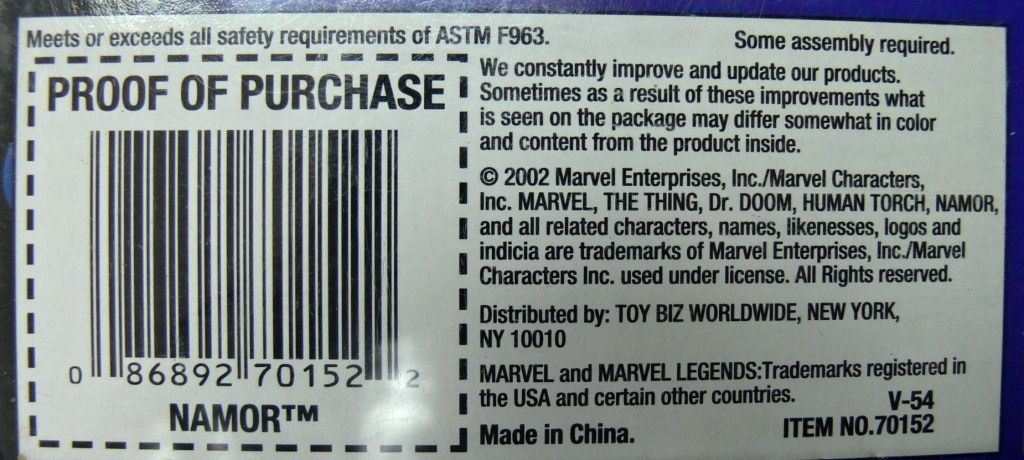 Meets or exceeds all safety requirements of ASTM F963.
Some assembly required.
PROOF OF PURCHASE
0 86892 70152 2
NAMOR™
We constantly improve and update our products.
Sometimes as a result of these improvements what
is seen on the package may differ somewhat in color
and content from the product inside.
© 2002 Marvel Enterprises, Inc./Marvel Characters,
Inc. MARVEL, THE THING, Dr. DOOM, HUMAN TORCH, NAMOR,
and all related characters, names, likenesses, logos and
indicia are trademarks of Marvel Enterprises, Inc./Marvel
Characters Inc. used under license. All Rights reserved.
Distributed by: TOY BIZ WORLDWIDE, NEW YORK,
NY 10010
MARVEL and MARVEL LEGENDS:Trademarks registered in
the USA and certain other countries.
V-54
Made in China.
ITEM NO.70152